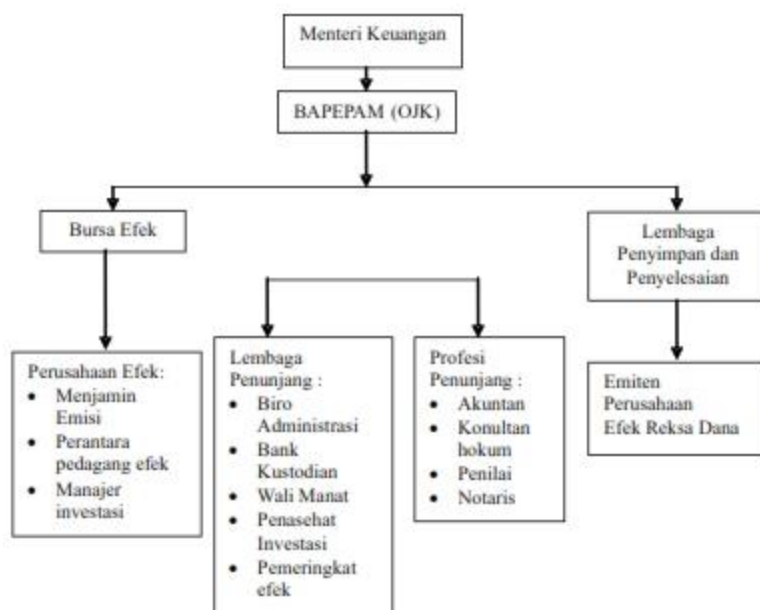 Menteri Keuangan
BAPEPAM (OJK)
Bursa Efek
Lembaga
Penyimpan dan
Penyelesaian
Perusahaan Efek:
• Menjamin
Emisi
• Perantara
pedagang efek
• Manajer
investasi
Lembaga
Penunjang :
• Biro
Administrasi
• Bank
Kustodian
• Wali Manat
• Penasehat
Investasi
• Pemeringkat
efek
Profesi
Penunjang :
• Akuntan
• Konultan
hokum
• Penilai
• Notaris
Emiten
Perusahaan
Efek Reksa Dana